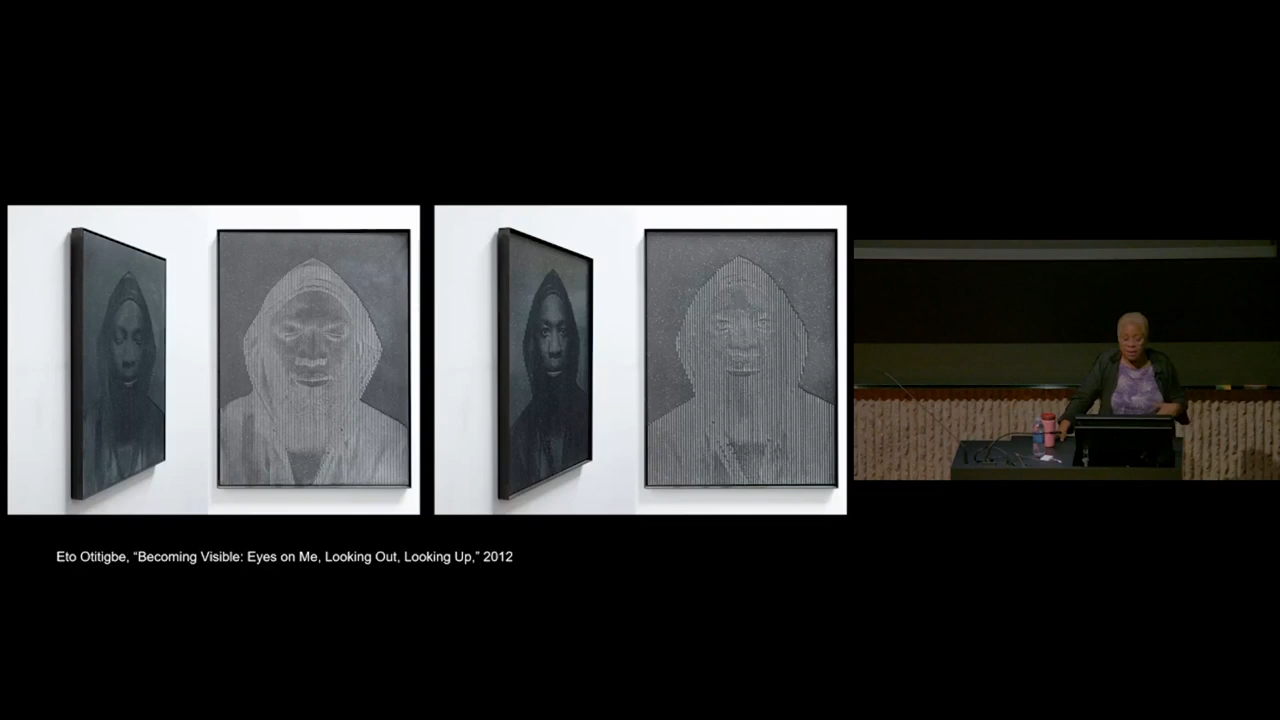 Eto Otitigbe, “Becoming Visible: Eyes on Me, Looking Out, Looking Up,” 2012